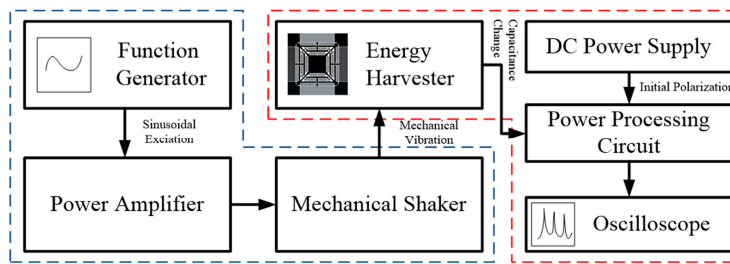 Function
Generator
Sinusoidal
Exciation
Power Amplifier
Mechanical Shaker
Mechanical
Vibration
Energy
Harvester
Capacitance
Change
DC Power Supply
Initial Polarization
Power Processing
Circuit
Oscilloscope